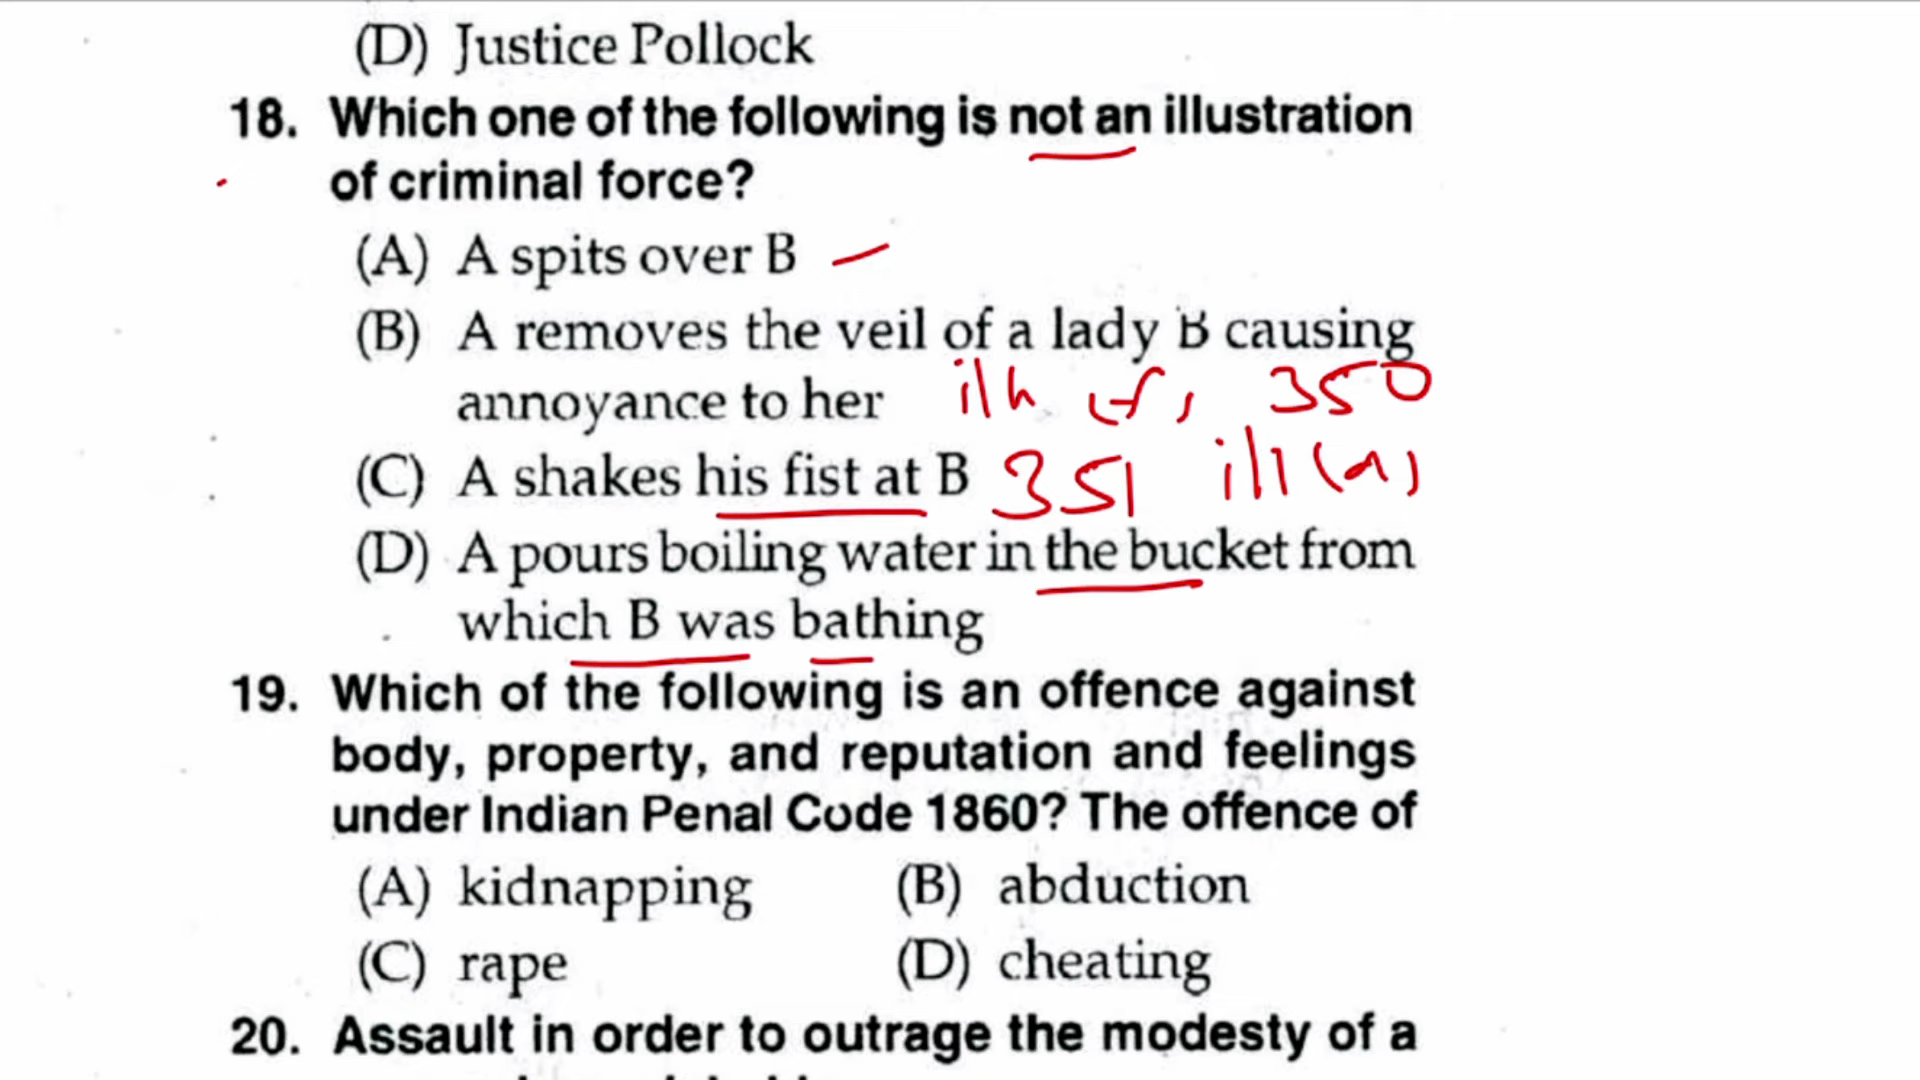 (D) Justice Pollock
18. Which one of the following is not an illustration
of criminal force?
(A) A spits over B
(B) A removes the veil of a lady B causing
annoyance to her ill f, 350
(C) A shakes his fist at B 351 ill (a)
(D) A pours boiling water in the bucket from
which B was bathing
19. Which of the following is an offence against
body, property, and reputation and feelings
under Indian Penal Code 1860? The offence of
(A) kidnapping (B) abduction
(C) rape (D) cheating
20. Assault in order to outrage the modesty of a